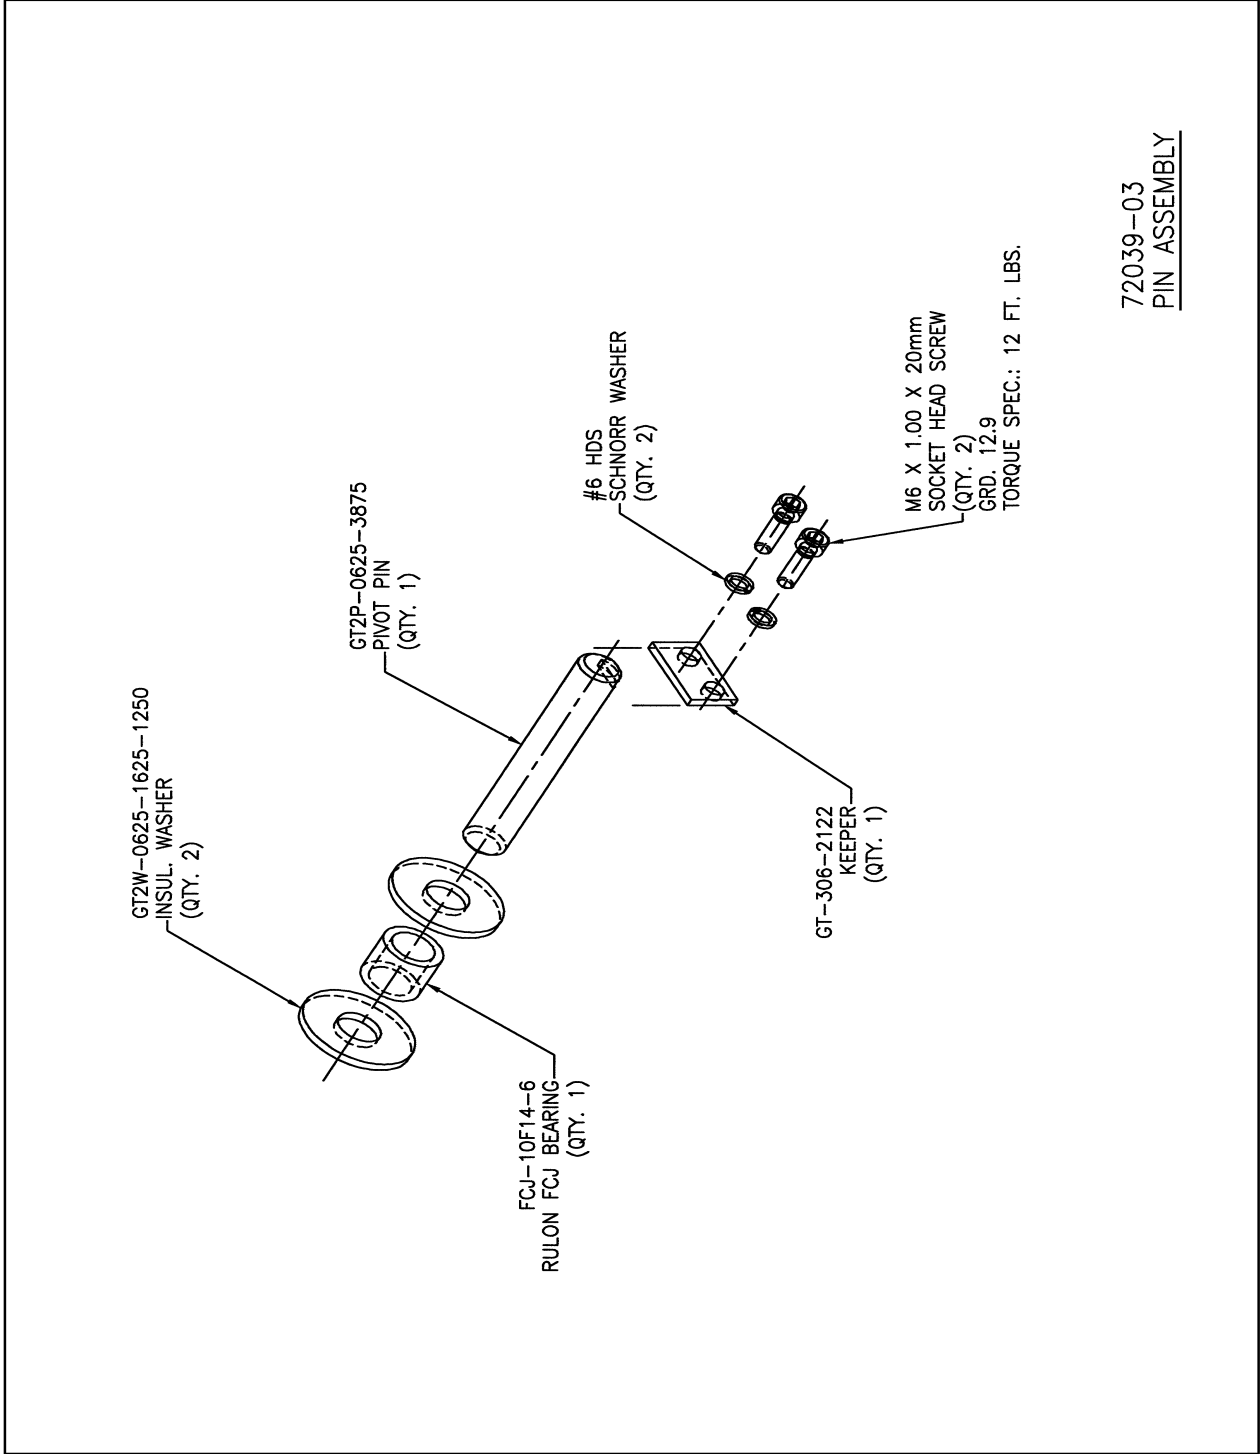 GT2W-0625-1625-1250
INSUL. WASHER
(QTY. 2)
GT2P-0625-3875
PIVOT PIN
(QTY. 1)
FCJ-10F14-6
RULON FCJ BEARING
(QTY. 1)
#6 HDS
SCHNORR WASHER
(QTY. 2)
GT-306-2122
KEEPER
(QTY. 1)
M6 X 1.00 X 20mm
SOCKET HEAD SCREW
(QTY. 2)
GRD. 12.9
TORQUE SPEC.: 12 FT. LBS.
72039-03
PIN ASSEMBLY